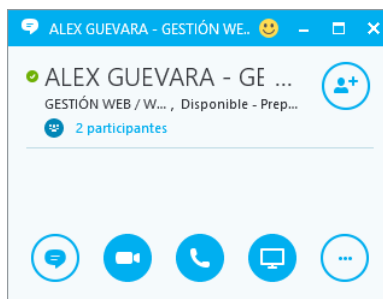 ALEX GUEVARA - GESTIÓN WE..
ALEX GUEVARA - GE ...
GESTIÓN WEB / W... , Disponible - Prep...
2 participantes